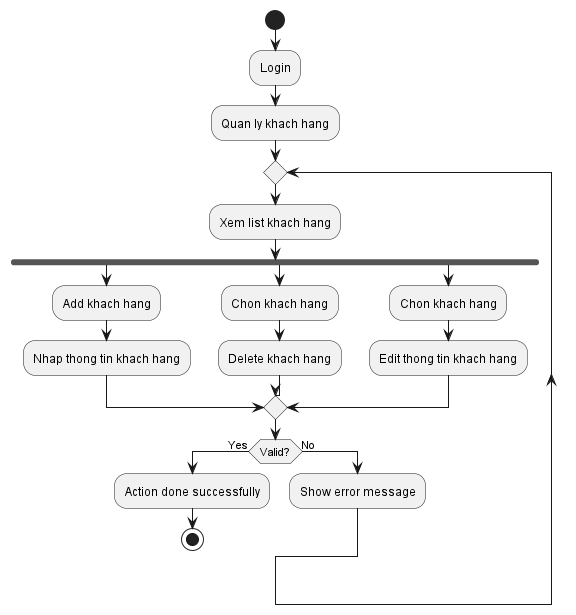 Login
Quan ly khach hang
Xem list khach hang
Add khach hang
Chon khach hang
Chon khach hang
Nhap thong tin khach hang
Delete khach hang
Edit thong tin khach hang
Yes
Valid?
No
Action done successfully
Show error message